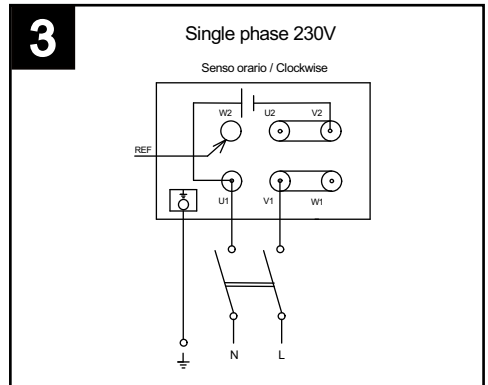 3
Single phase 230V
Senso orario / Clockwise
W2 U2 V2
REF
U1 V1 W1
N L